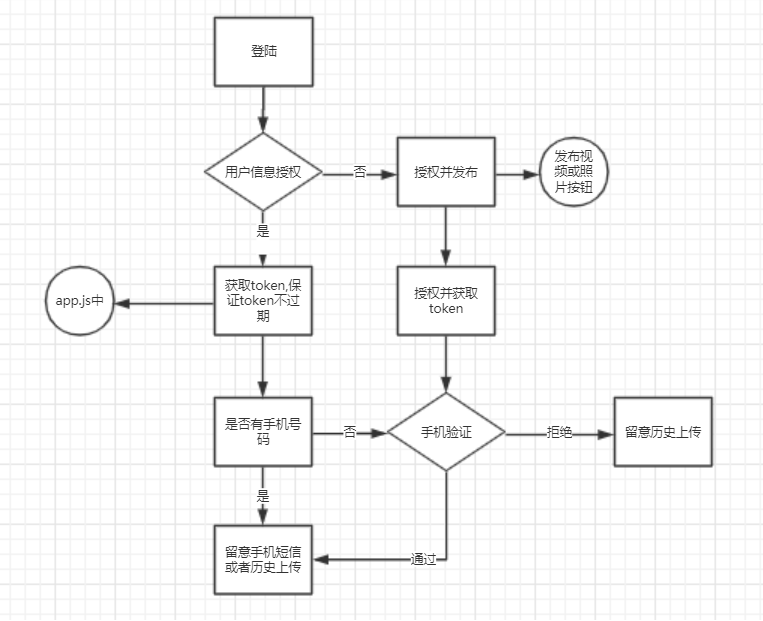 登陆
用户信息授权
否
授权并发布
发布视
频或照
片按钮
是
app.js中
获取token,保
证token不过
期
授权并获取
token
是否有手机号
码
否
手机验证
拒绝
留意历史上传
是
留意手机短信
或者历史上传
通过